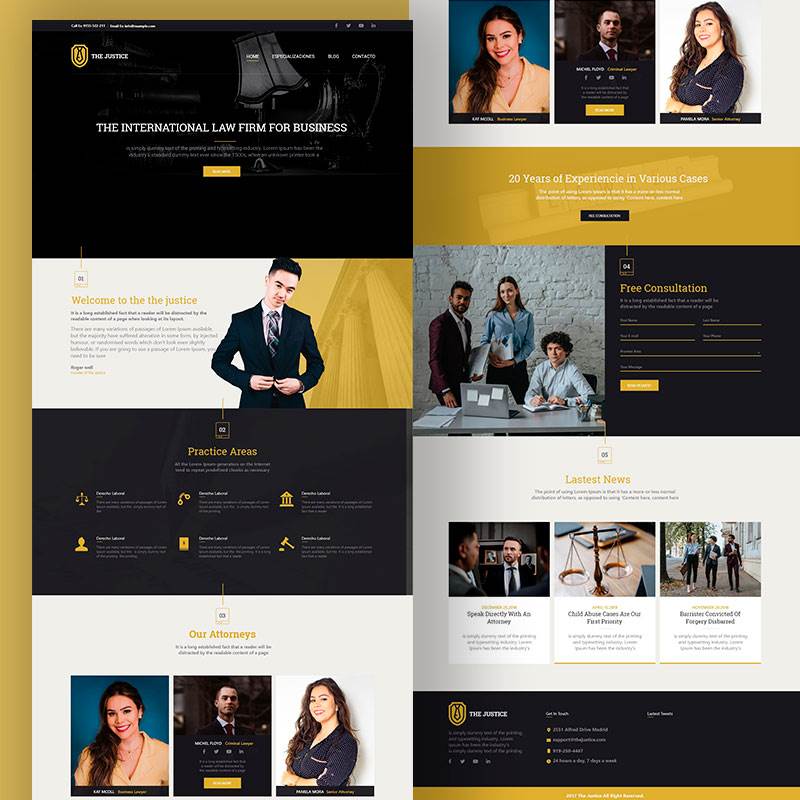 Call Us 9155-502-211 | Email Us: info@example.com
THE JUSTICE
HOME
ESPECIALIZACIONES
BLOG
CONTACTO
THE INTERNATIONAL LAW FIRM FOR BUSINESS
is simply dummy text of the printing and typesetting industry. Lorem Ipsum
industry's standard dummy text ever since the 1500s, when an unknown printer took a
READ MORE
01
Welcome to the the justice
It is a long established fact that a reader will be distracted by the
readable content of a page when looking at its layout.
There are many variations of passages of Lorem Ipsum available,
but the majority have suffered alteration in some form, by injected
humour, or randomised words which don't look even slightly
believable. If you are going to use a passage of Lorem Ipsum, you
need to be sure
Roger well
02
Practice Areas
All the Lorem Ipsum generators on the Internet
tend to repeat predefined chunks as necessary
Derecho Laboral
Derecho Laboral
Derecho Laboral
Derecho Laboral
Derecho Laboral
Derecho Laboral
03
Our Attorneys
It is a long established fact that a reader will be
distracted by the readable content of a page
MICHEL FLOYD Criminal Lawyer
READ MORE
KAT MCOLL Business Lawyer
PAMELA MORA Senior Attorney
MICHEL FLOYD Criminal Lawyer
It is a long established fact that a
reader will be distracted by
the readable content of a page
READ MORE
KAT MCOLL Business Lawyer
PAMELA MORA Senior Attorney
20 Years of Experiencie in Various Cases
The point of using Lorem Ipsum is that it has a more-or-less normal
distribution of letters, as opposed to using 'Content here, content here
FEE CONSULTATION
04
Free Consultation
It is a long established fact that a reader will be
distracted by the readable content of a page
First Name
Last Name
Your E-mail
Your Phone
Practice Area
Your Message
SEND REQUEST
05
Lastest News
The point of using Lorem Ipsum is that it has a more-or-less normal
distribution of letters, as opposed to using 'Content here, content here
DECEMBER 25,2018
Speak Directly With An
Attorney
is simply dummy text of the printing
and typesetting industry. Lorem
Ipsum has been the industry's
APRIL 15,2018
Child Abuse Cases Are Our
First Priority
is simply dummy text of the printing
and typesetting industry. Lorem
Ipsum has been the industry's
NOVEMBER 29,2018
Barrister Convicted Of
Forgery Disbarred
is simply dummy text of the printing
and typesetting industry. Lorem
Ipsum has been the industry's
THE JUSTICE
is simply dummy text of the printing
and typesetting industry. Lorem
Ipsum has been the industry's
Get In Touch
2551 Alfred Drive Madrid
support@thejustice.com
919-250-4447
24 hours a day, 7 days a week
Lastest Tweets
2017 The Justice All Right Reserved.